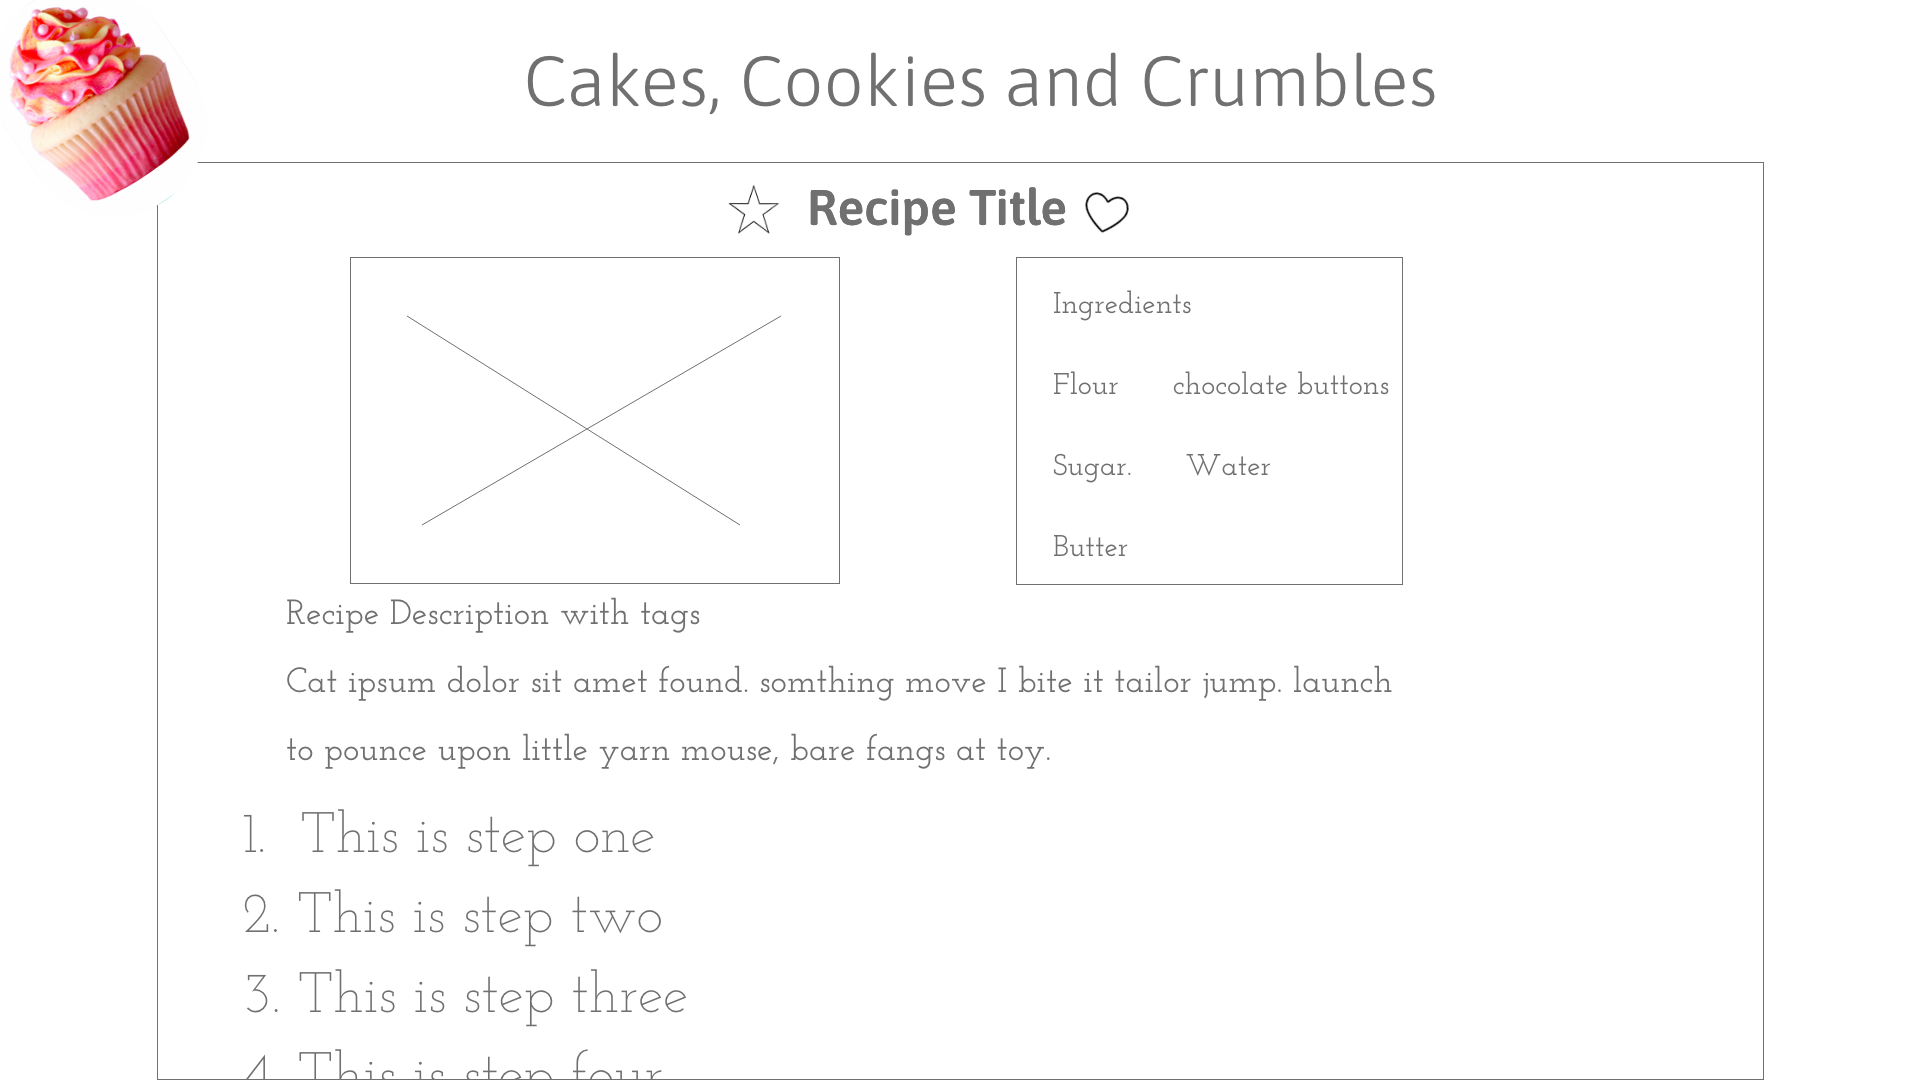 Cakes, Cookies and Crumbles
Recipe Title
Ingredients
Flour chocolate buttons
Sugar. Water
Butter
Recipe Description with tags
Cat ipsum dolor sit amet found. somthing move I bite it tailor jump. launch
to pounce upon little yarn mouse, bare fangs at toy.
1. This is step one
2. This is step two
3. This is step three
4. This is step four